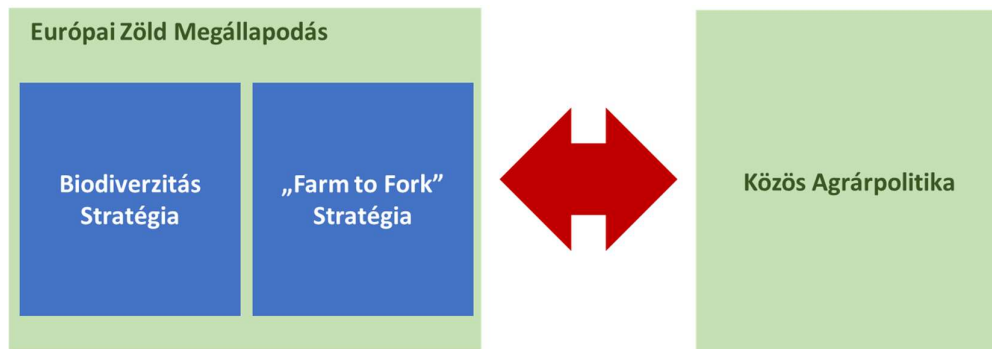 Európai Zöld Megállapodás
Biodiverzitás
Stratégia
„Farm to Fork”
Stratégia
Közös Agrárpolitika